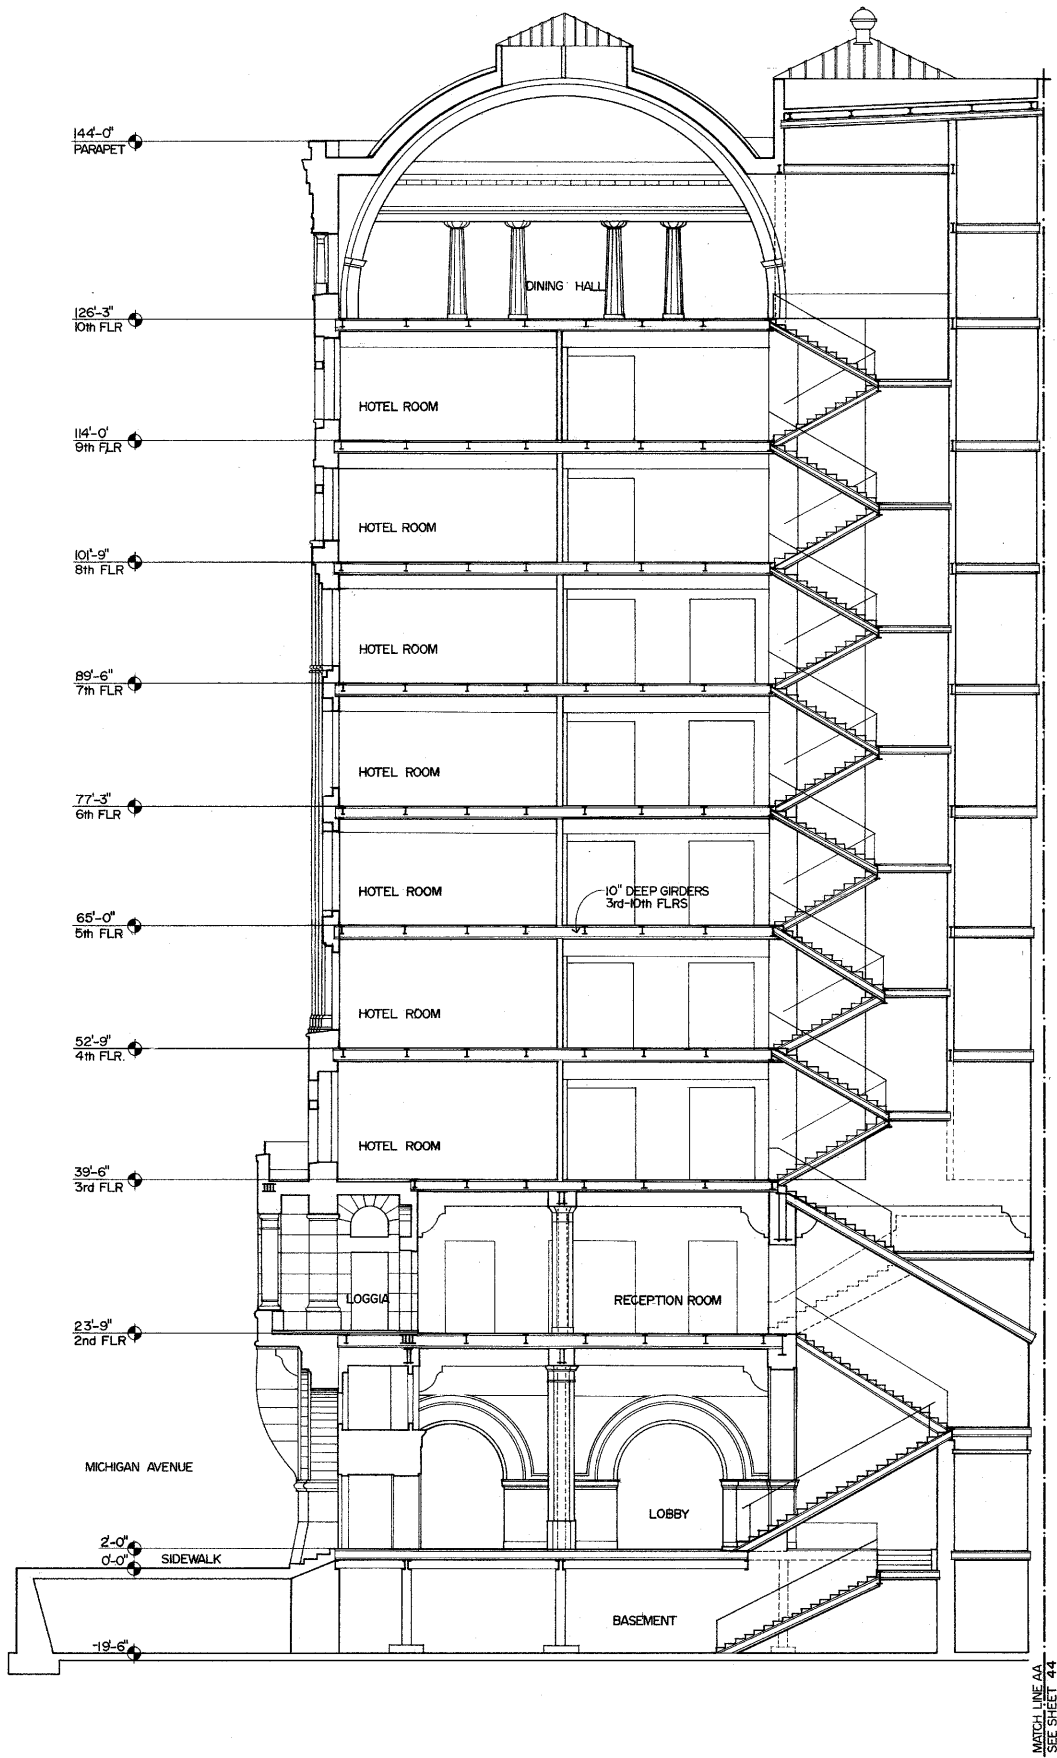 144'-0"
PARAPET
DINING HALL
126'-3"
10th FLR
HOTEL ROOM
114'-0'
9th FLR
HOTEL ROOM
101'-9"
8th FLR
HOTEL ROOM
89'-6"
7th FLR
HOTEL ROOM
77'-3"
6th FLR
HOTEL ROOM
10" DEEP GIRDERS
3rd-10th FLRS
65'-0"
5th FLR
HOTEL ROOM
52'-9"
4th FLR.
HOTEL ROOM
39'-6"
3rd FLR
LOGGIA
RECEPTION ROOM
23'-9"
2nd FLR
MICHIGAN AVENUE
LOBBY
2'-0"
0'-0"
SIDEWALK
BASEMENT
-19'-6"
MATCH LINE AA
SEE SHEET 44